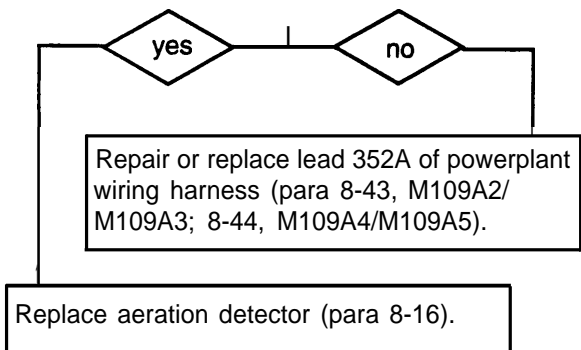 yes no
Repair or replace lead 352A of powerplant
wiring harness (para 8-43, M109A2/
M109A3; 8-44, M109A4/M109A5).
Replace aeration detector (para 8-16).